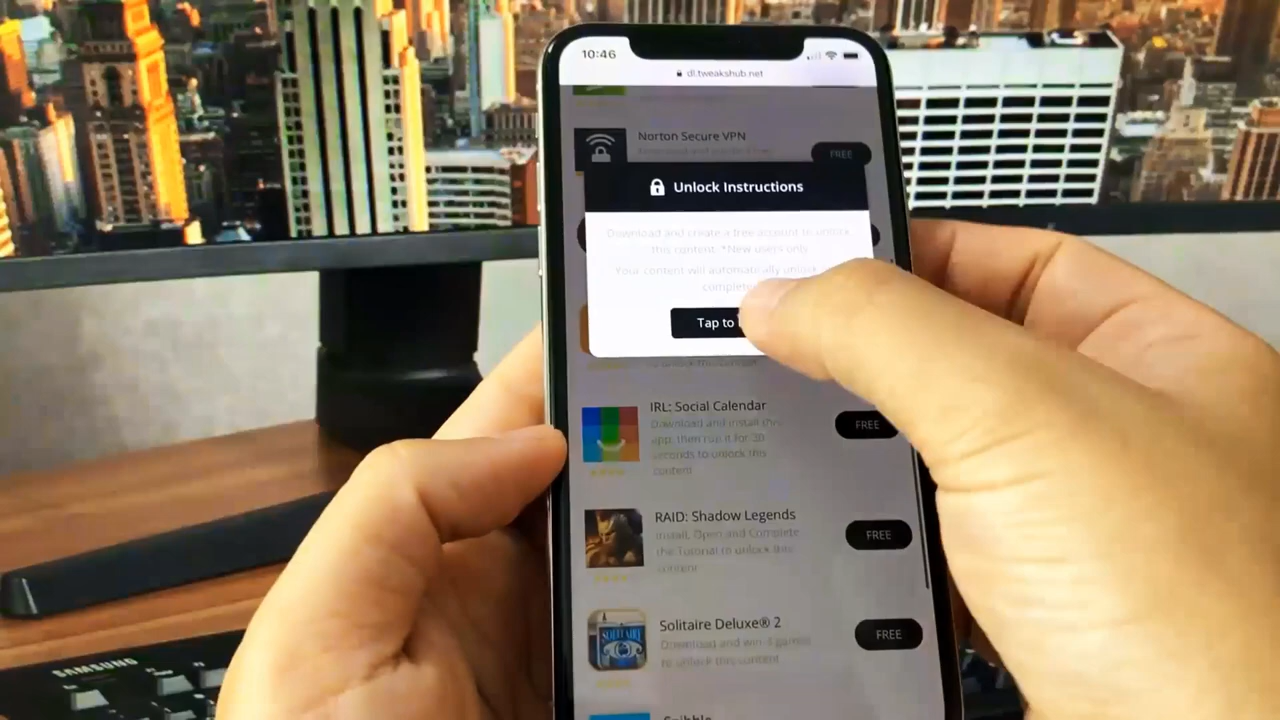 10:46
dl.tweakshub.net
Norton Secure VPN
FREE
Unlock Instructions
Download and create a free account to unlock
this content. *New users only
Your content will automatically unlock
Tap to
IRL: Social Calendar
Download and install this
app, then run it for 30
seconds to unlock this
content
FREE
RAID: Shadow Legends
Install, Open and Complete
the Tutorial to unlock this
content
FREE
SOLITAIRE
Solitaire Deluxe® 2
Download and win 3 games
to unlock this content
FREE
SAMSUNG